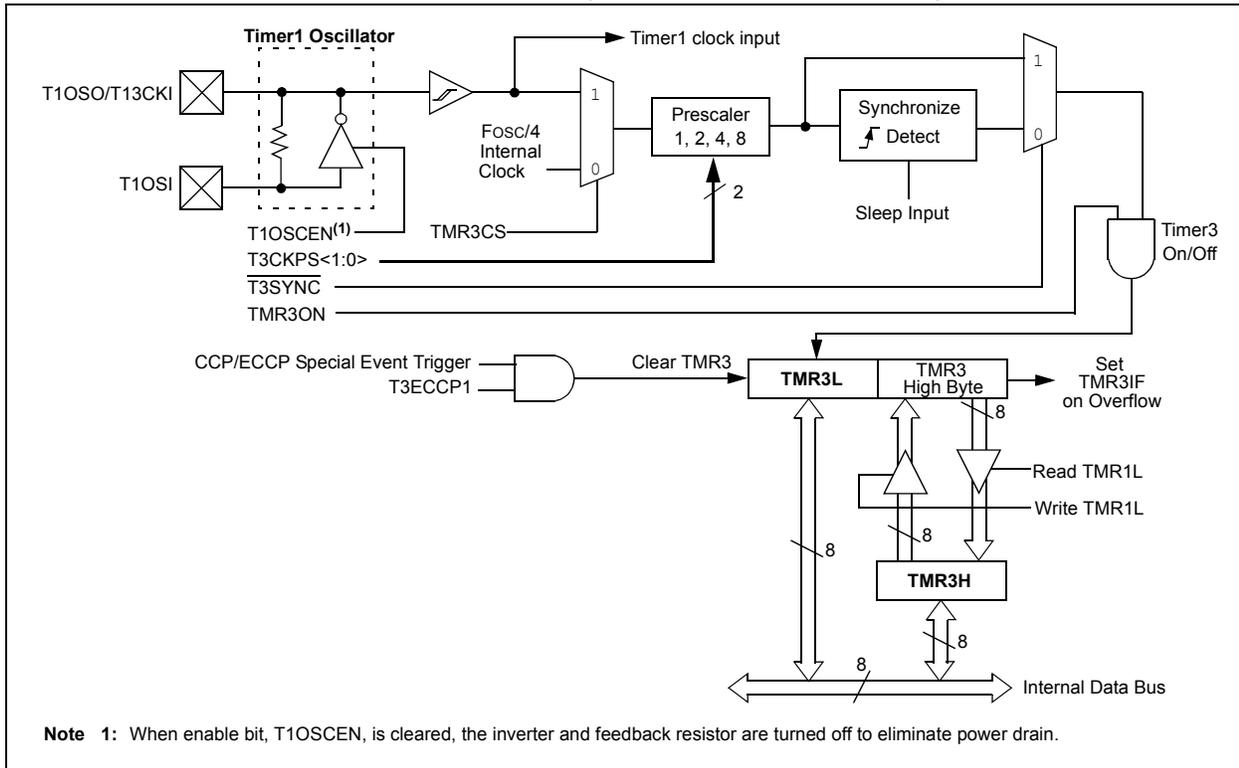 Timer1 Oscillator
Timer1 clock input
T1OSO/T13CKI
1
1
Prescaler
1, 2, 4, 8
Synchronize
Detect
FOSC/4
Internal
Clock
0
0
T1OSI
2
Sleep Input
T1OSCEN(1)
TMR3CS
Timer3
On/Off
T3CKPS<1:0>
T3SYNC
TMR3ON
CCP/ECCP Special Event Trigger
T3ECCP1
Clear TMR3
TMR3L
TMR3
High Byte
Set
TMR3IF
on Overflow
8
Read TMR1L
Write TMR1L
8
8
TMR3H
8
8
Internal Data Bus
Note 1: When enable bit, T1OSCEN, is cleared, the inverter and feedback resistor are turned off to eliminate power drain.